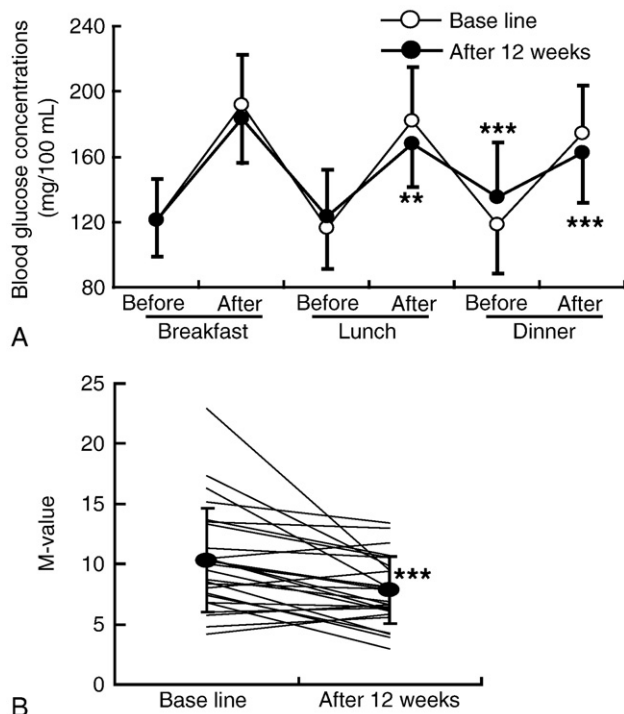 Base line
After 12 weeks
Blood glucose concentrations
(mg/100 mL)
240
200
160
120
80
***
**
***
Before After Before After Before After
Breakfast Lunch Dinner
A
25
20
15
10
5
0
M-value
***
Base line After 12 weeks
B